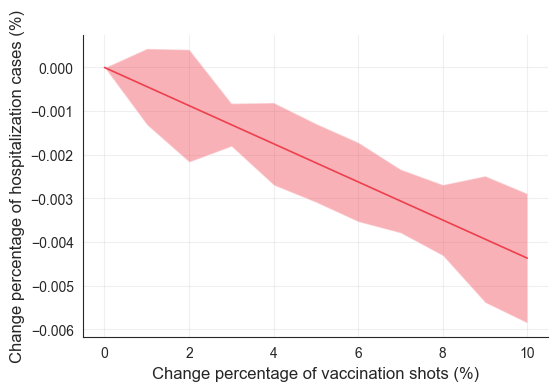 Change percentage of hospitalization cases (%)
0.000
−0.001
−0.002
−0.003
−0.004
−0.005
−0.006
0 2 4 6 8 10
Change percentage of vaccination shots (%)